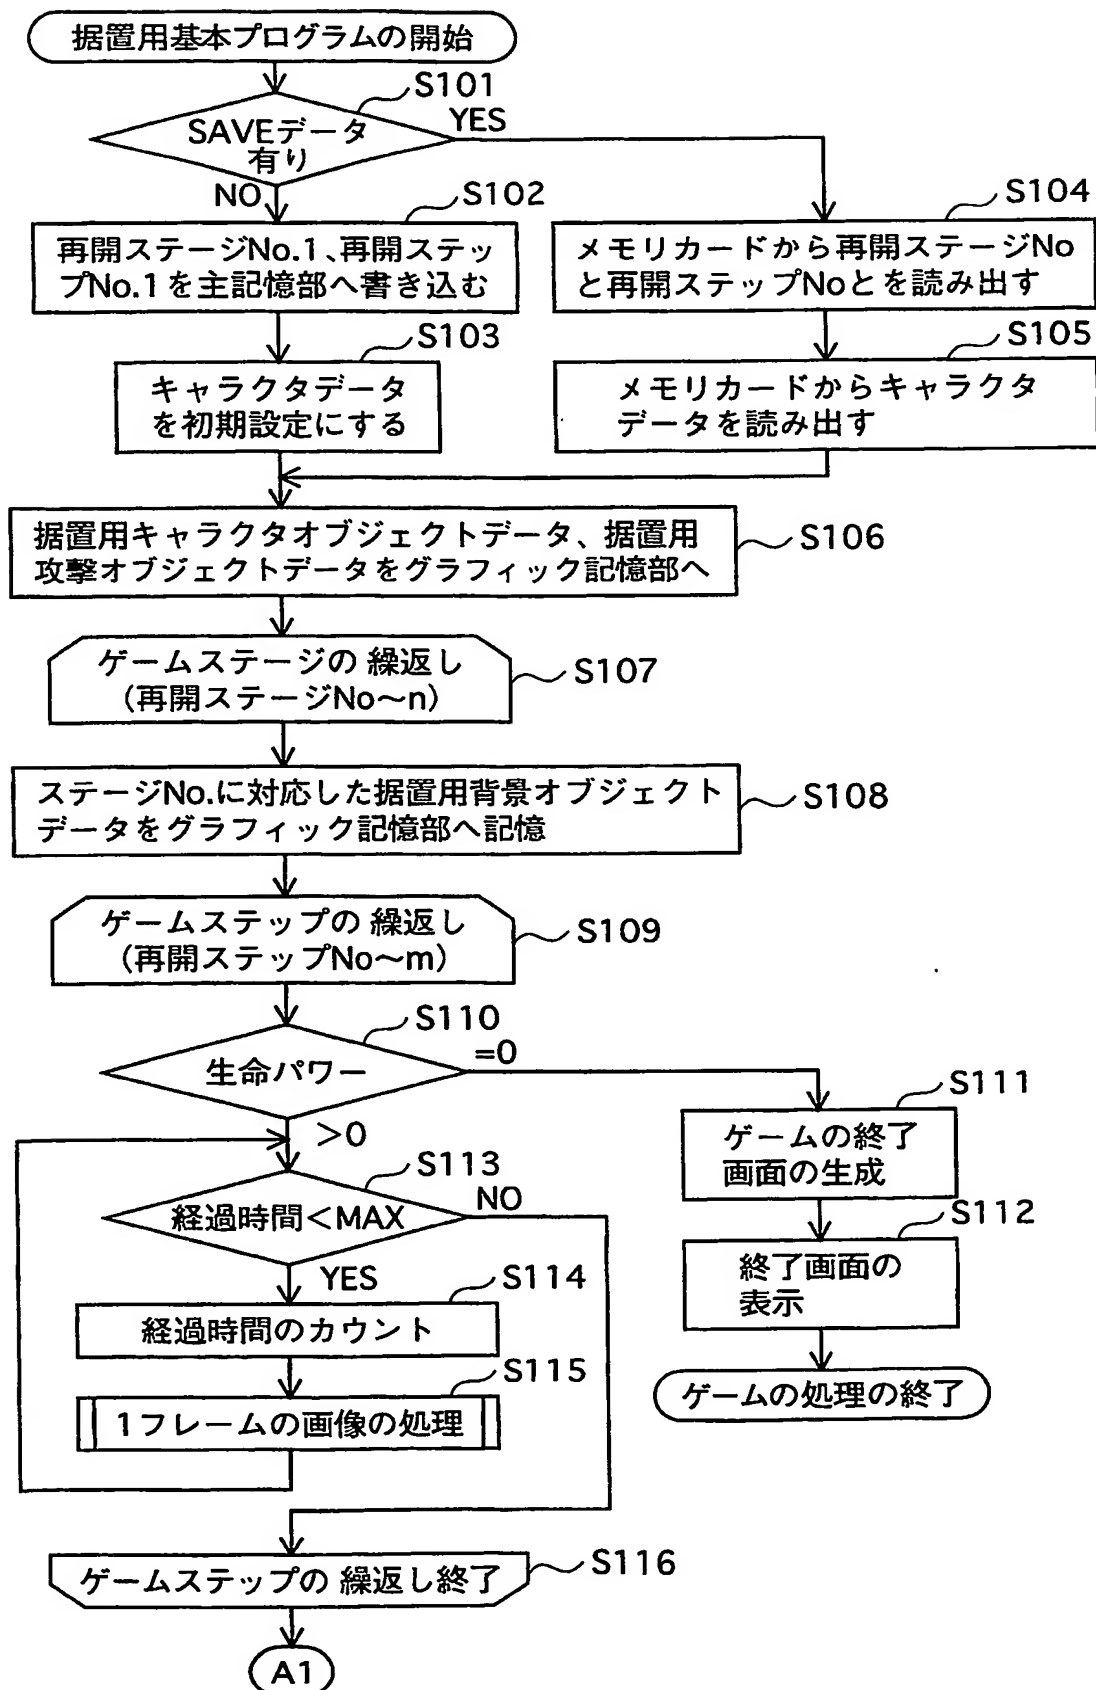 据置用基本プログラムの開始
S101
SAVEデータ
有り
YES
NO
S102
再開ステージNo.1、再開ステッ
プNo.1を主記憶部へ書き込む
S103
キャラクタデータ
を初期設定にする
S104
メモリカードから再開ステージNo
と再開ステップNoとを読み出す
S105
メモリカードからキャラクタ
データを読み出す
据置用キャラクタオブジェクトデータ、据置用
攻撃オブジェクトデータをグラフィック記憶部へ
S106
ゲームステージの 繰返し
(再開ステージNo〜n)
S107
ステージNo.に対応した据置用背景オブジェクト
データをグラフィック記憶部へ記憶
S108
ゲームステップの 繰返し
(再開ステップNo〜m)
S109
S110
生命パワー
=0
>0
S111
ゲームの終了
画面の生成
S112
終了画面の
表示
ゲームの処理の終了
S113
経過時間<MAX
NO
YES
S114
経過時間のカウント
S115
1フレームの画像の処理
ゲームステップの 繰返し終了
S116
A1